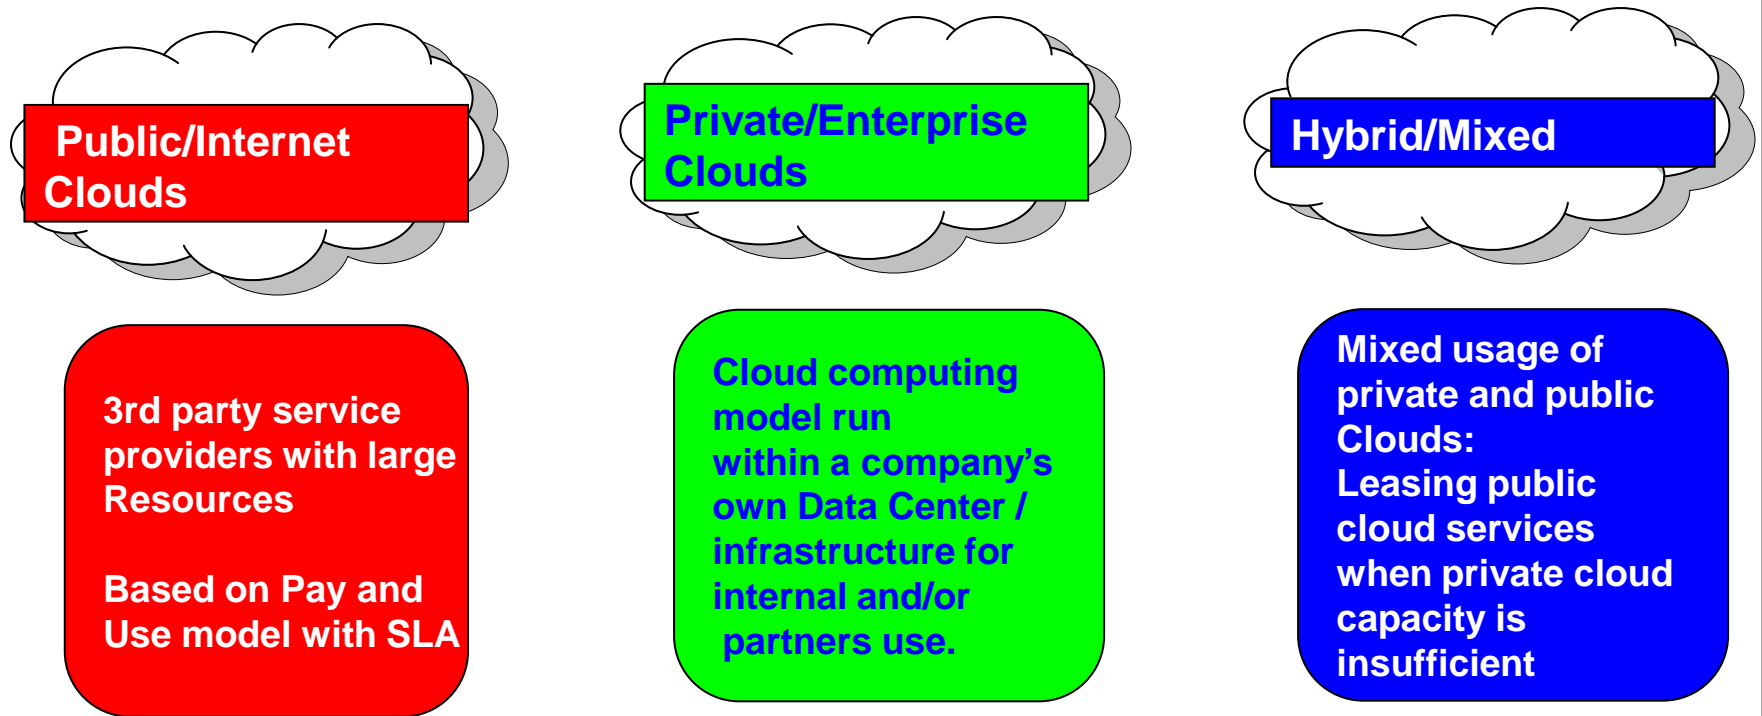 Public/Internet
Clouds
Private/Enterprise
Clouds
Hybrid/Mixed
3rd party service
providers with large
Resources
Based on Pay and
Use model with SLA
Cloud computing
model run
within a company’s
own Data Center /
infrastructure for
internal and/or
partners use.
Mixed usage of
private and public
Clouds:
Leasing public
cloud services
when private cloud
capacity is
insufficient